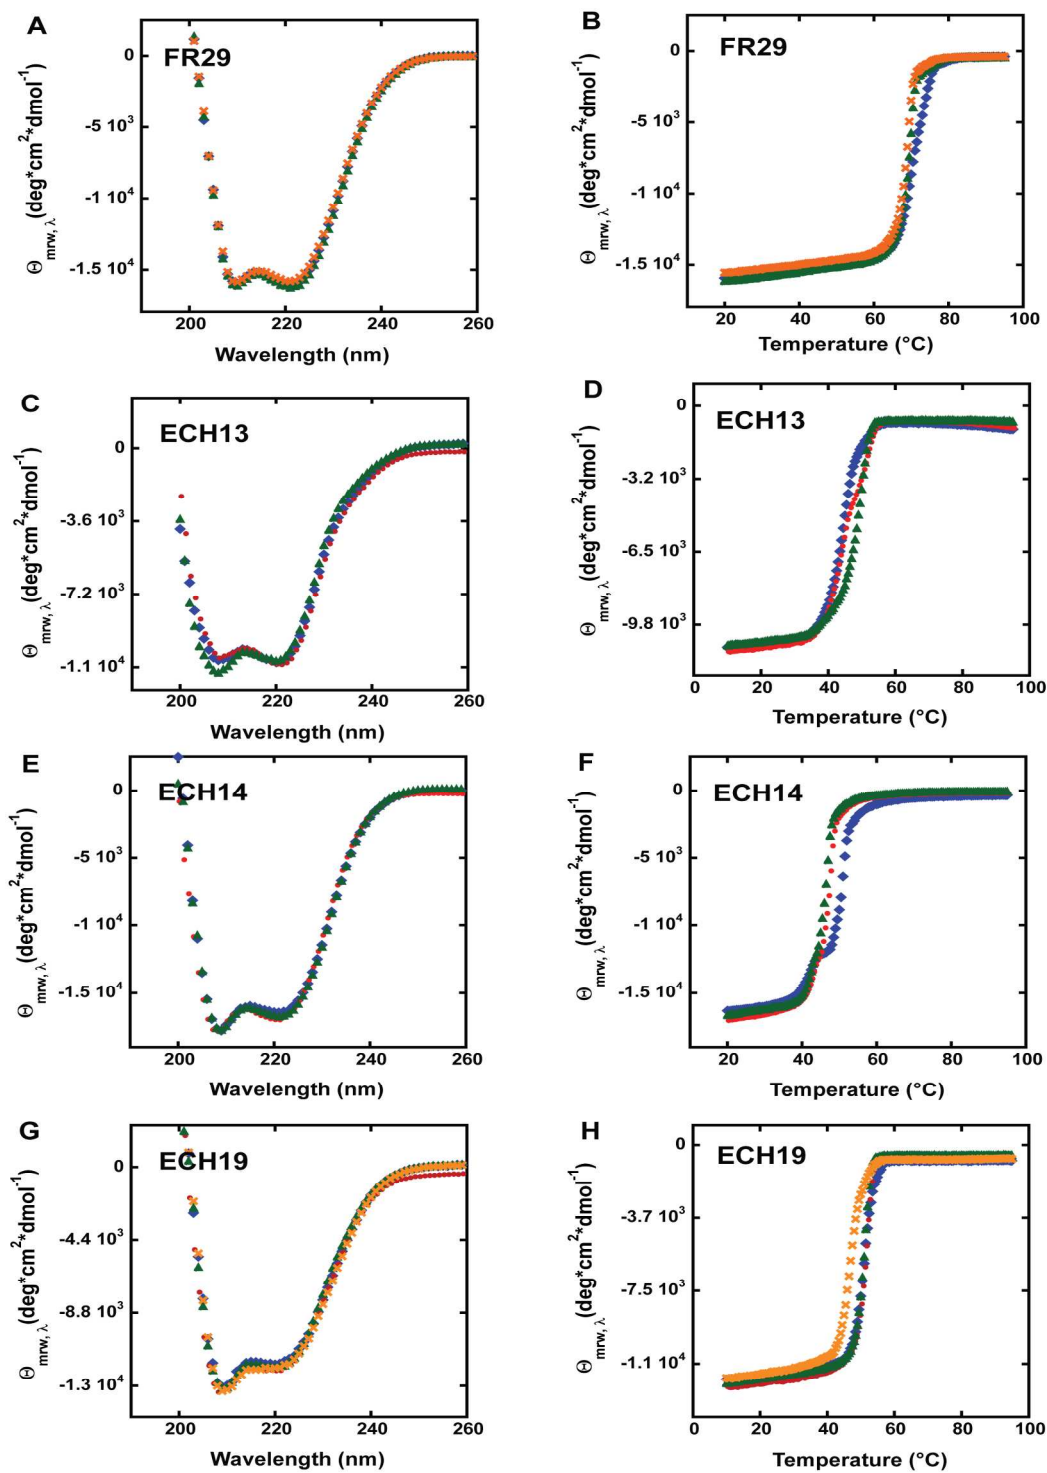 A
FR29
0
-5 10³
-1 10⁴
-1.5 10⁴
Θmrw, λ(deg*cm²*dmol⁻¹)
200 220 240 260
Wavelength (nm)
B
FR29
0
-5 10³
-1 10⁴
-1.5 10⁴
Θmrw, λ(deg*cm²*dmol⁻¹)
20 40 60 80 100
Temperature (°C)
C
ECH13
0
-3.6 10³
-7.2 10³
-1.1 10⁴
Θmrw, λ(deg*cm²*dmol⁻¹)
200 220 240 260
Wavelength (nm)
D
ECH13
0
-3.2 10³
-6.5 10³
-9.8 10³
Θmrw, λ(deg*cm²*dmol⁻¹)
0 20 40 60 80 100
Temperature (°C)
E
ECH14
0
-5 10³
-1 10⁴
-1.5 10⁴
Θmrw, λ(deg*cm²*dmol⁻¹)
200 220 240 260
Wavelength (nm)
F
ECH14
0
-5 10³
-1 10⁴
-1.5 10⁴
Θmrw, λ(deg*cm²*dmol⁻¹)
20 40 60 80 100
Temperature (°C)
G
ECH19
0
-4.4 10³
-8.8 10³
-1.3 10⁴
Θmrw, λ(deg*cm²*dmol⁻¹)
200 220 240 260
Wavelength (nm)
H
ECH19
0
-3.7 10³
-7.5 10³
-1.1 10⁴
Θmrw, λ(deg*cm²*dmol⁻¹)
0 20 40 60 80 100
Temperature (°C)